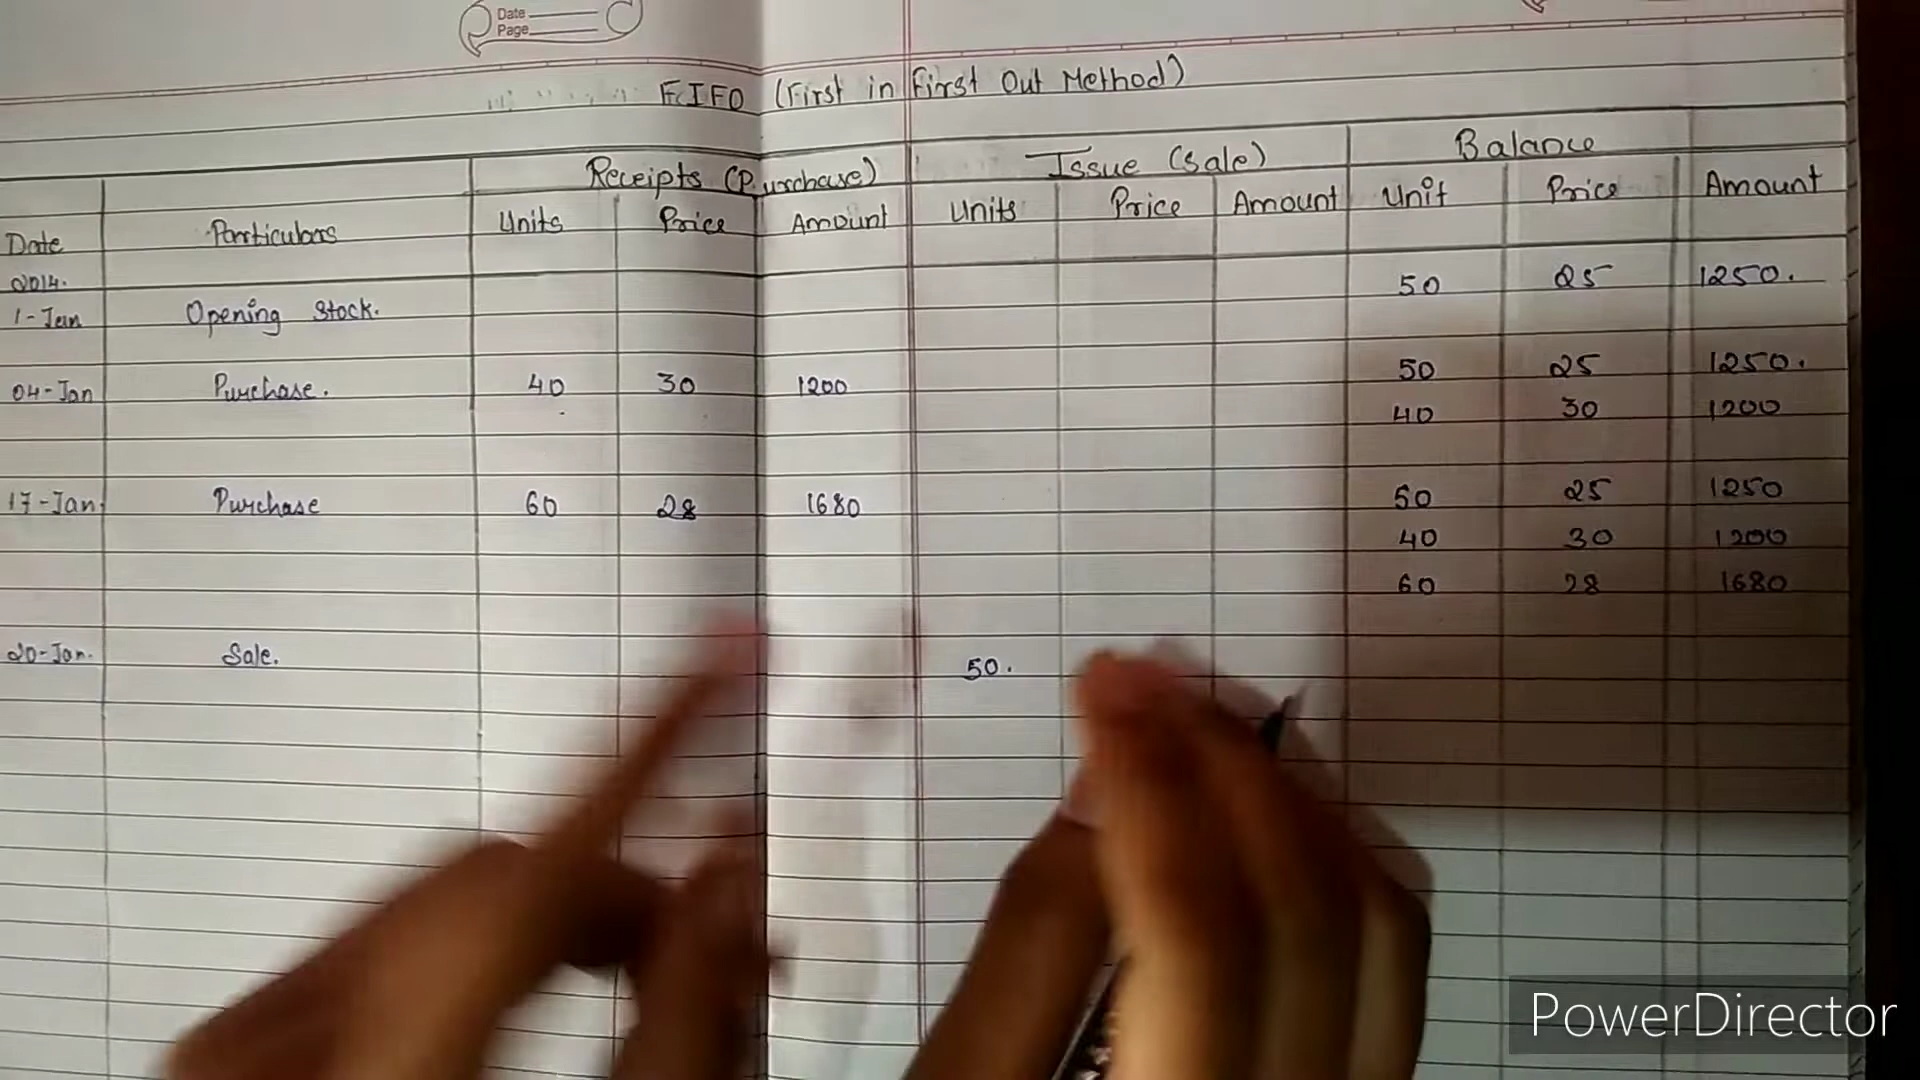 Date
Page
FIFO (First in First Out Method)
Receipts (Purchase) Issue (Sale) Balance
Date Particulars Units Price Amount Units Price Amount Unit Price Amount
2014. 50 25 1250.
1-Jan Opening Stock.
50 25 1250.
04-Jan Purchase. 40 30 1200
40 30 1200
17-Jan Purchase 60 28 1680 50 25 1250
40 30 1200
60 28 1680
20-Jan. Sale. 50.
PowerDirector